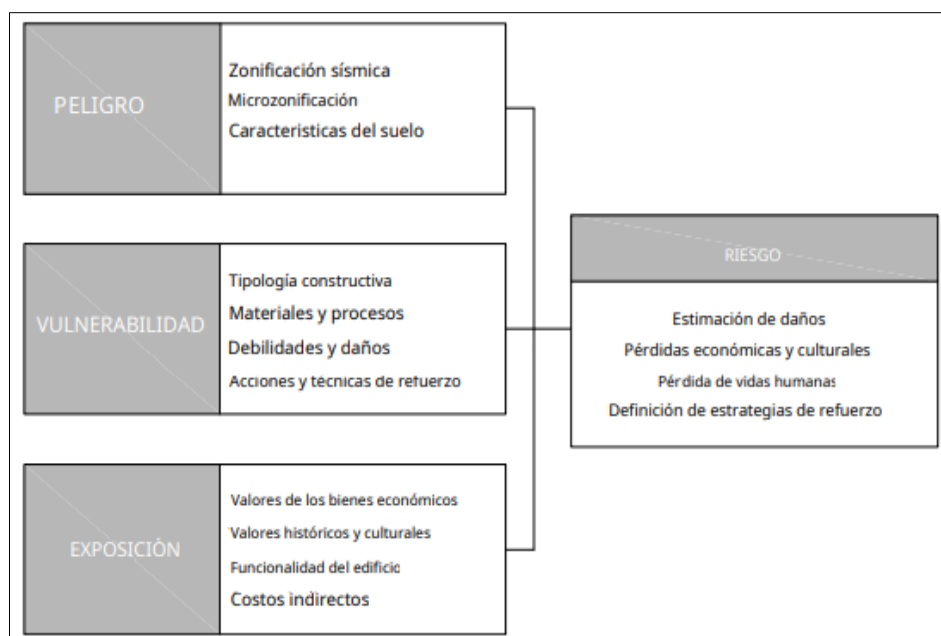 PELIGRO
Zonificación sísmica
Microzonificación
Caracteristicas del suelo
VULNERABILIDAD
Tipología constructiva
Materiales y procesos
Debilidades y daños
Acciones y técnicas de refuerzo
EXPOSICIÒN
Valores de los bienes económicos
Valores históricos y culturales
Funcionalidad del edificio
Costos indirectos
RIESGO
Estimación de daños
Pérdidas económicas y culturales
Pérdida de vidas humanas
Definición de estrategias de refuerzo